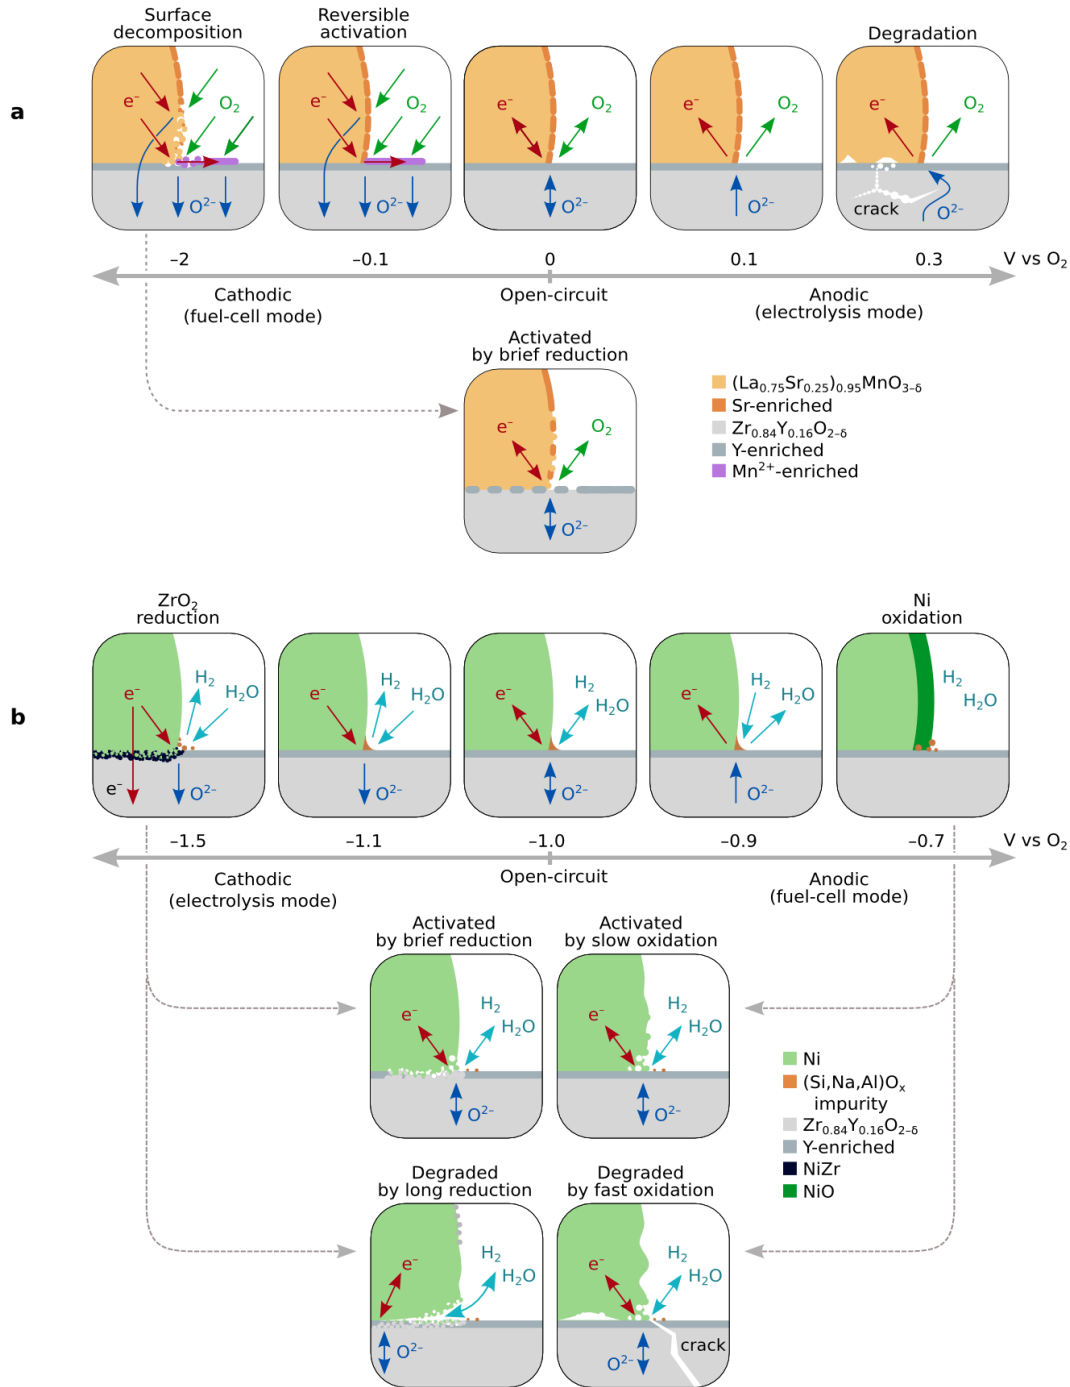 a
Surface
decomposition
Reversible
activation
Degradation
e⁻
O₂
O²⁻
e⁻
O₂
O²⁻
e⁻
O₂
O²⁻
e⁻
O₂
O²⁻
e⁻
O₂
crack
O²⁻
–2
–0.1
0
0.1
0.3
V vs O₂
Cathodic
(fuel-cell mode)
Open-circuit
Anodic
(electrolysis mode)
Activated
by brief reduction
e⁻
O₂
O²⁻
(La₀.₇₅Sr₀.₂₅)₀.₉₅MnO₃₋δ
Sr-enriched
Zr₀.₈₄Y₀.₁₆O₂₋δ
Y-enriched
Mn²⁺-enriched
b
ZrO₂
reduction
Ni
oxidation
e⁻
H₂
H₂O
e⁻
O²⁻
e⁻
H₂
H₂O
O²⁻
e⁻
H₂
H₂O
O²⁻
e⁻
H₂
H₂O
O²⁻
H₂
H₂O
–1.5
–1.1
–1.0
–0.9
–0.7
V vs O₂
Cathodic
(electrolysis mode)
Open-circuit
Anodic
(fuel-cell mode)
Activated
by brief reduction
e⁻
H₂
H₂O
O²⁻
Activated
by slow oxidation
e⁻
H₂
H₂O
O²⁻
Ni
(Si,Na,Al)Oₓ
impurity
Zr₀.₈₄Y₀.₁₆O₂₋δ
Y-enriched
NiZr
NiO
Degraded
by long reduction
e⁻
H₂
H₂O
O²⁻
Degraded
by fast oxidation
e⁻
H₂
H₂O
O²⁻
crack